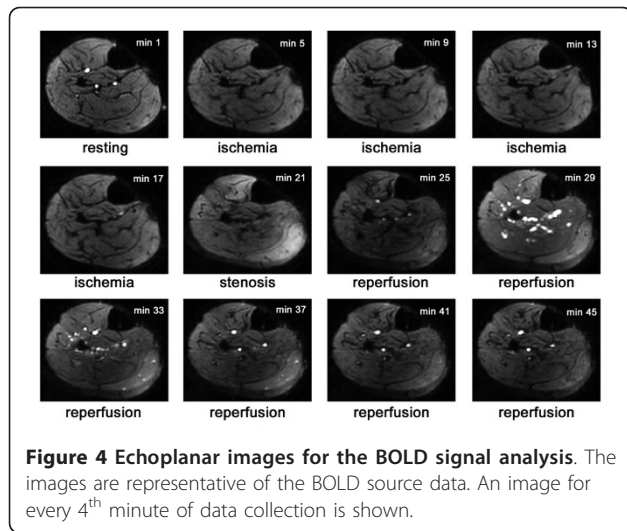 min 1
min 5
min 9
min 13
resting
ischemia
ischemia
ischemia
min 17
min 21
min 25
min 29
ischemia
stenosis
reperfusion
reperfusion
min 33
min 37
min 41
min 45
reperfusion
reperfusion
reperfusion
reperfusion
Figure 4 Echoplanar images for the BOLD signal analysis. The
images are representative of the BOLD source data. An image for
every 4th minute of data collection is shown.